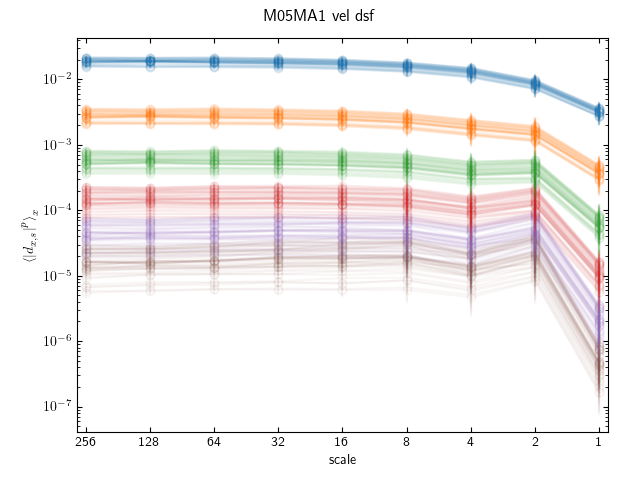 M05MA1 vel dsf
10⁻²
10⁻³
10⁻⁴
10⁻⁵
10⁻⁶
10⁻⁷
⟨|d_{x,s}|^p⟩_x
256 128 64 32 16 8 4 2 1
scale